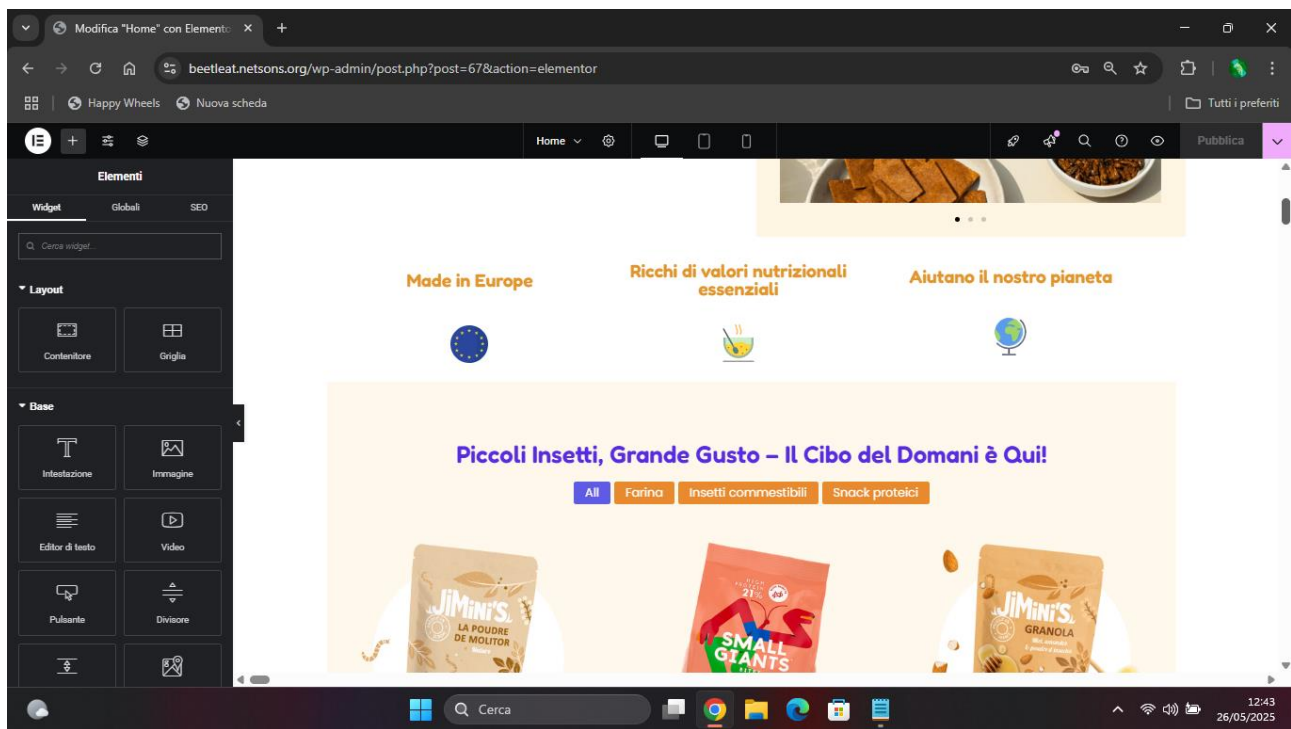 Modifica "Home" con Elemento
beetleat.netsons.org/wp-admin/post.php?post=67&action=elementor
Happy Wheels
Nuova scheda
Tutti i preferiti
Home
Pubblica
Elementi
Widget
Globali
SEO
Cerca widget...
Layout
Contenitore
Griglia
Base
Intestazione
Immagine
Editor di testo
Video
Pulsante
Divisore
Made in Europe
Ricchi di valori nutrizionali
essenziali
Aiutano il nostro pianeta
Piccoli Insetti, Grande Gusto – Il Cibo del Domani è Qui!
All
Farina
Insetti commestibili
Snack proteici
JiMiNi'S
LA POUDRE
DE MOLITOR
HIGH
PROTEIN
21%
SMALL
GIANTS
JiMiNi'S
GRANOLA
Cerca
12:43
26/05/2025